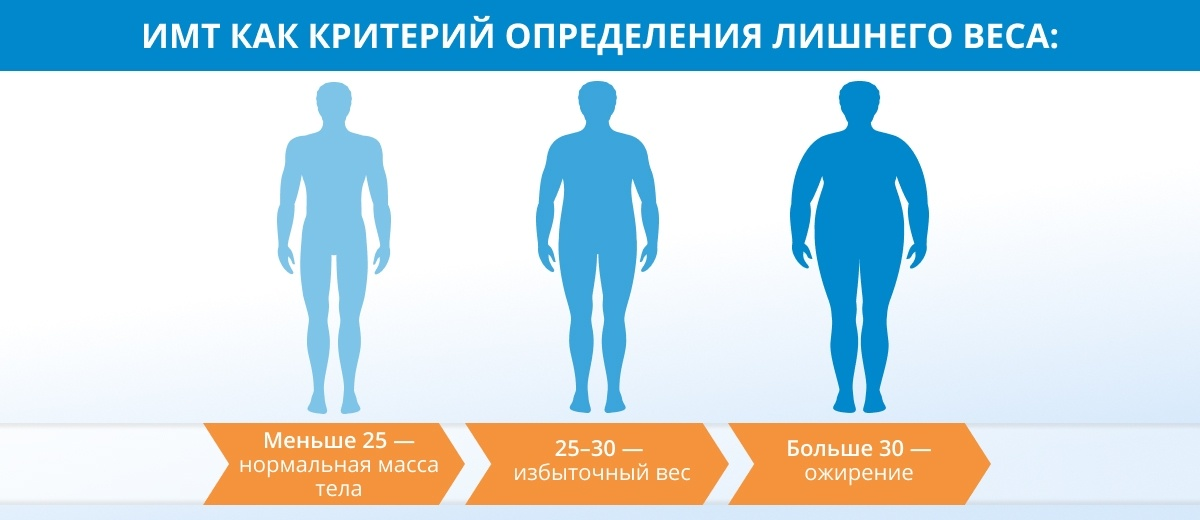 ИМТ КАК КРИТЕРИЙ ОПРЕДЕЛЕНИЯ ЛИШНЕГО ВЕСА:
Меньше 25 —
нормальная масса
тела
25–30 —
избыточный вес
Больше 30 —
ожирение